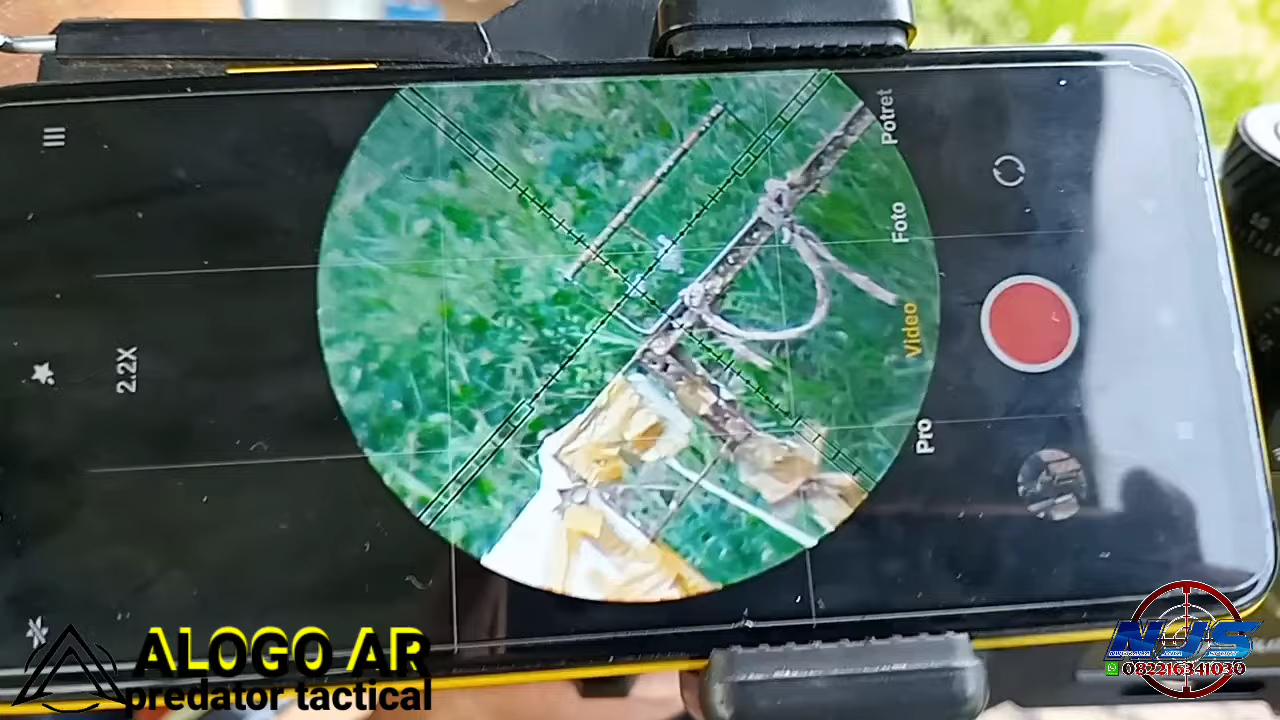 Potret
Foto
Video
Pro
2.2X
ALOGO AR
predator tactical
NJS
082216341030